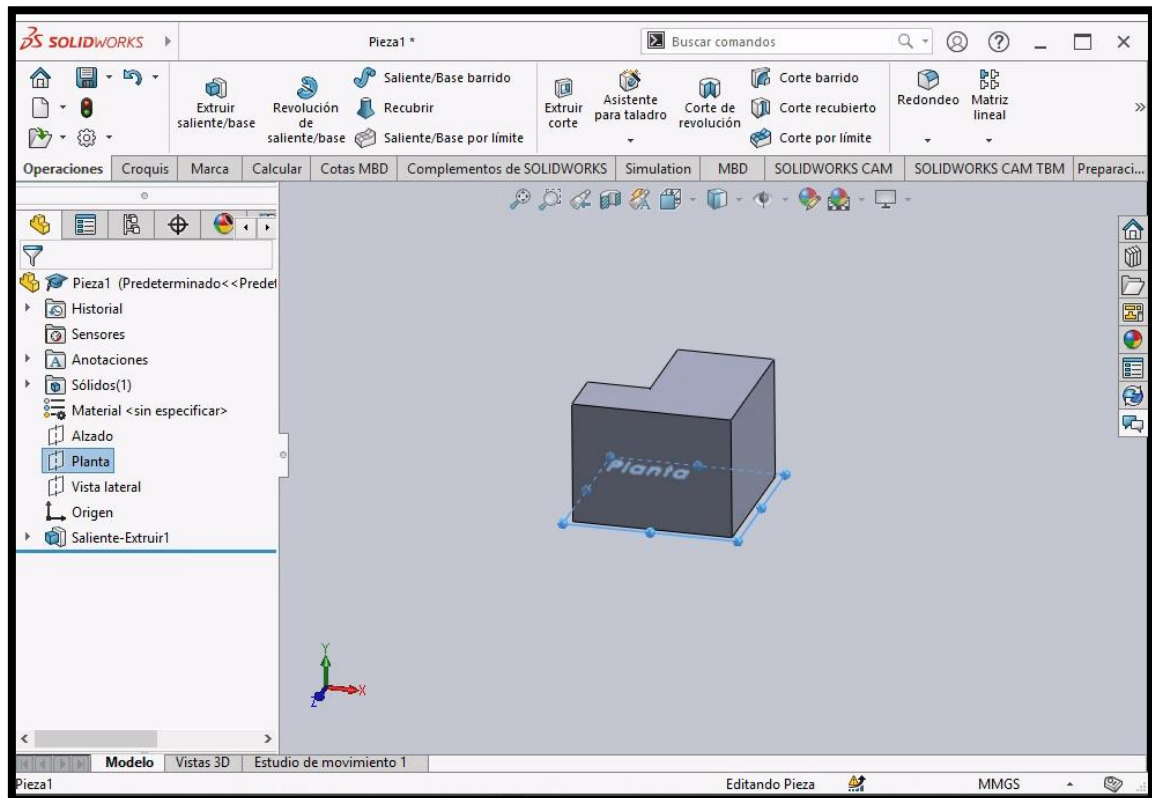 SOLIDWORKS
Pieza1 *
Buscar comandos
Extruir saliente/base
Revolución de saliente/base
Saliente/Base barrido
Recubrir
Saliente/Base por límite
Extruir corte
Asistente para taladro
Corte de revolución
Corte barrido
Corte recubierto
Corte por límite
Redondeo
Matriz lineal
Operaciones Croquis Marca Calcular Cotas MBD Complementos de SOLIDWORKS Simulation MBD SOLIDWORKS CAM SOLIDWORKS CAM TBM Preparaci...
Pieza1 (Predeterminado<<Predet
Historial
Sensores
Anotaciones
Sólidos(1)
Material <sin especificar>
Alzado
Planta
Vista lateral
Origen
Saliente-Extruir1
Planta
Y
X
Z
Modelo Vistas 3D Estudio de movimiento 1
Pieza1 Editando Pieza MMGS